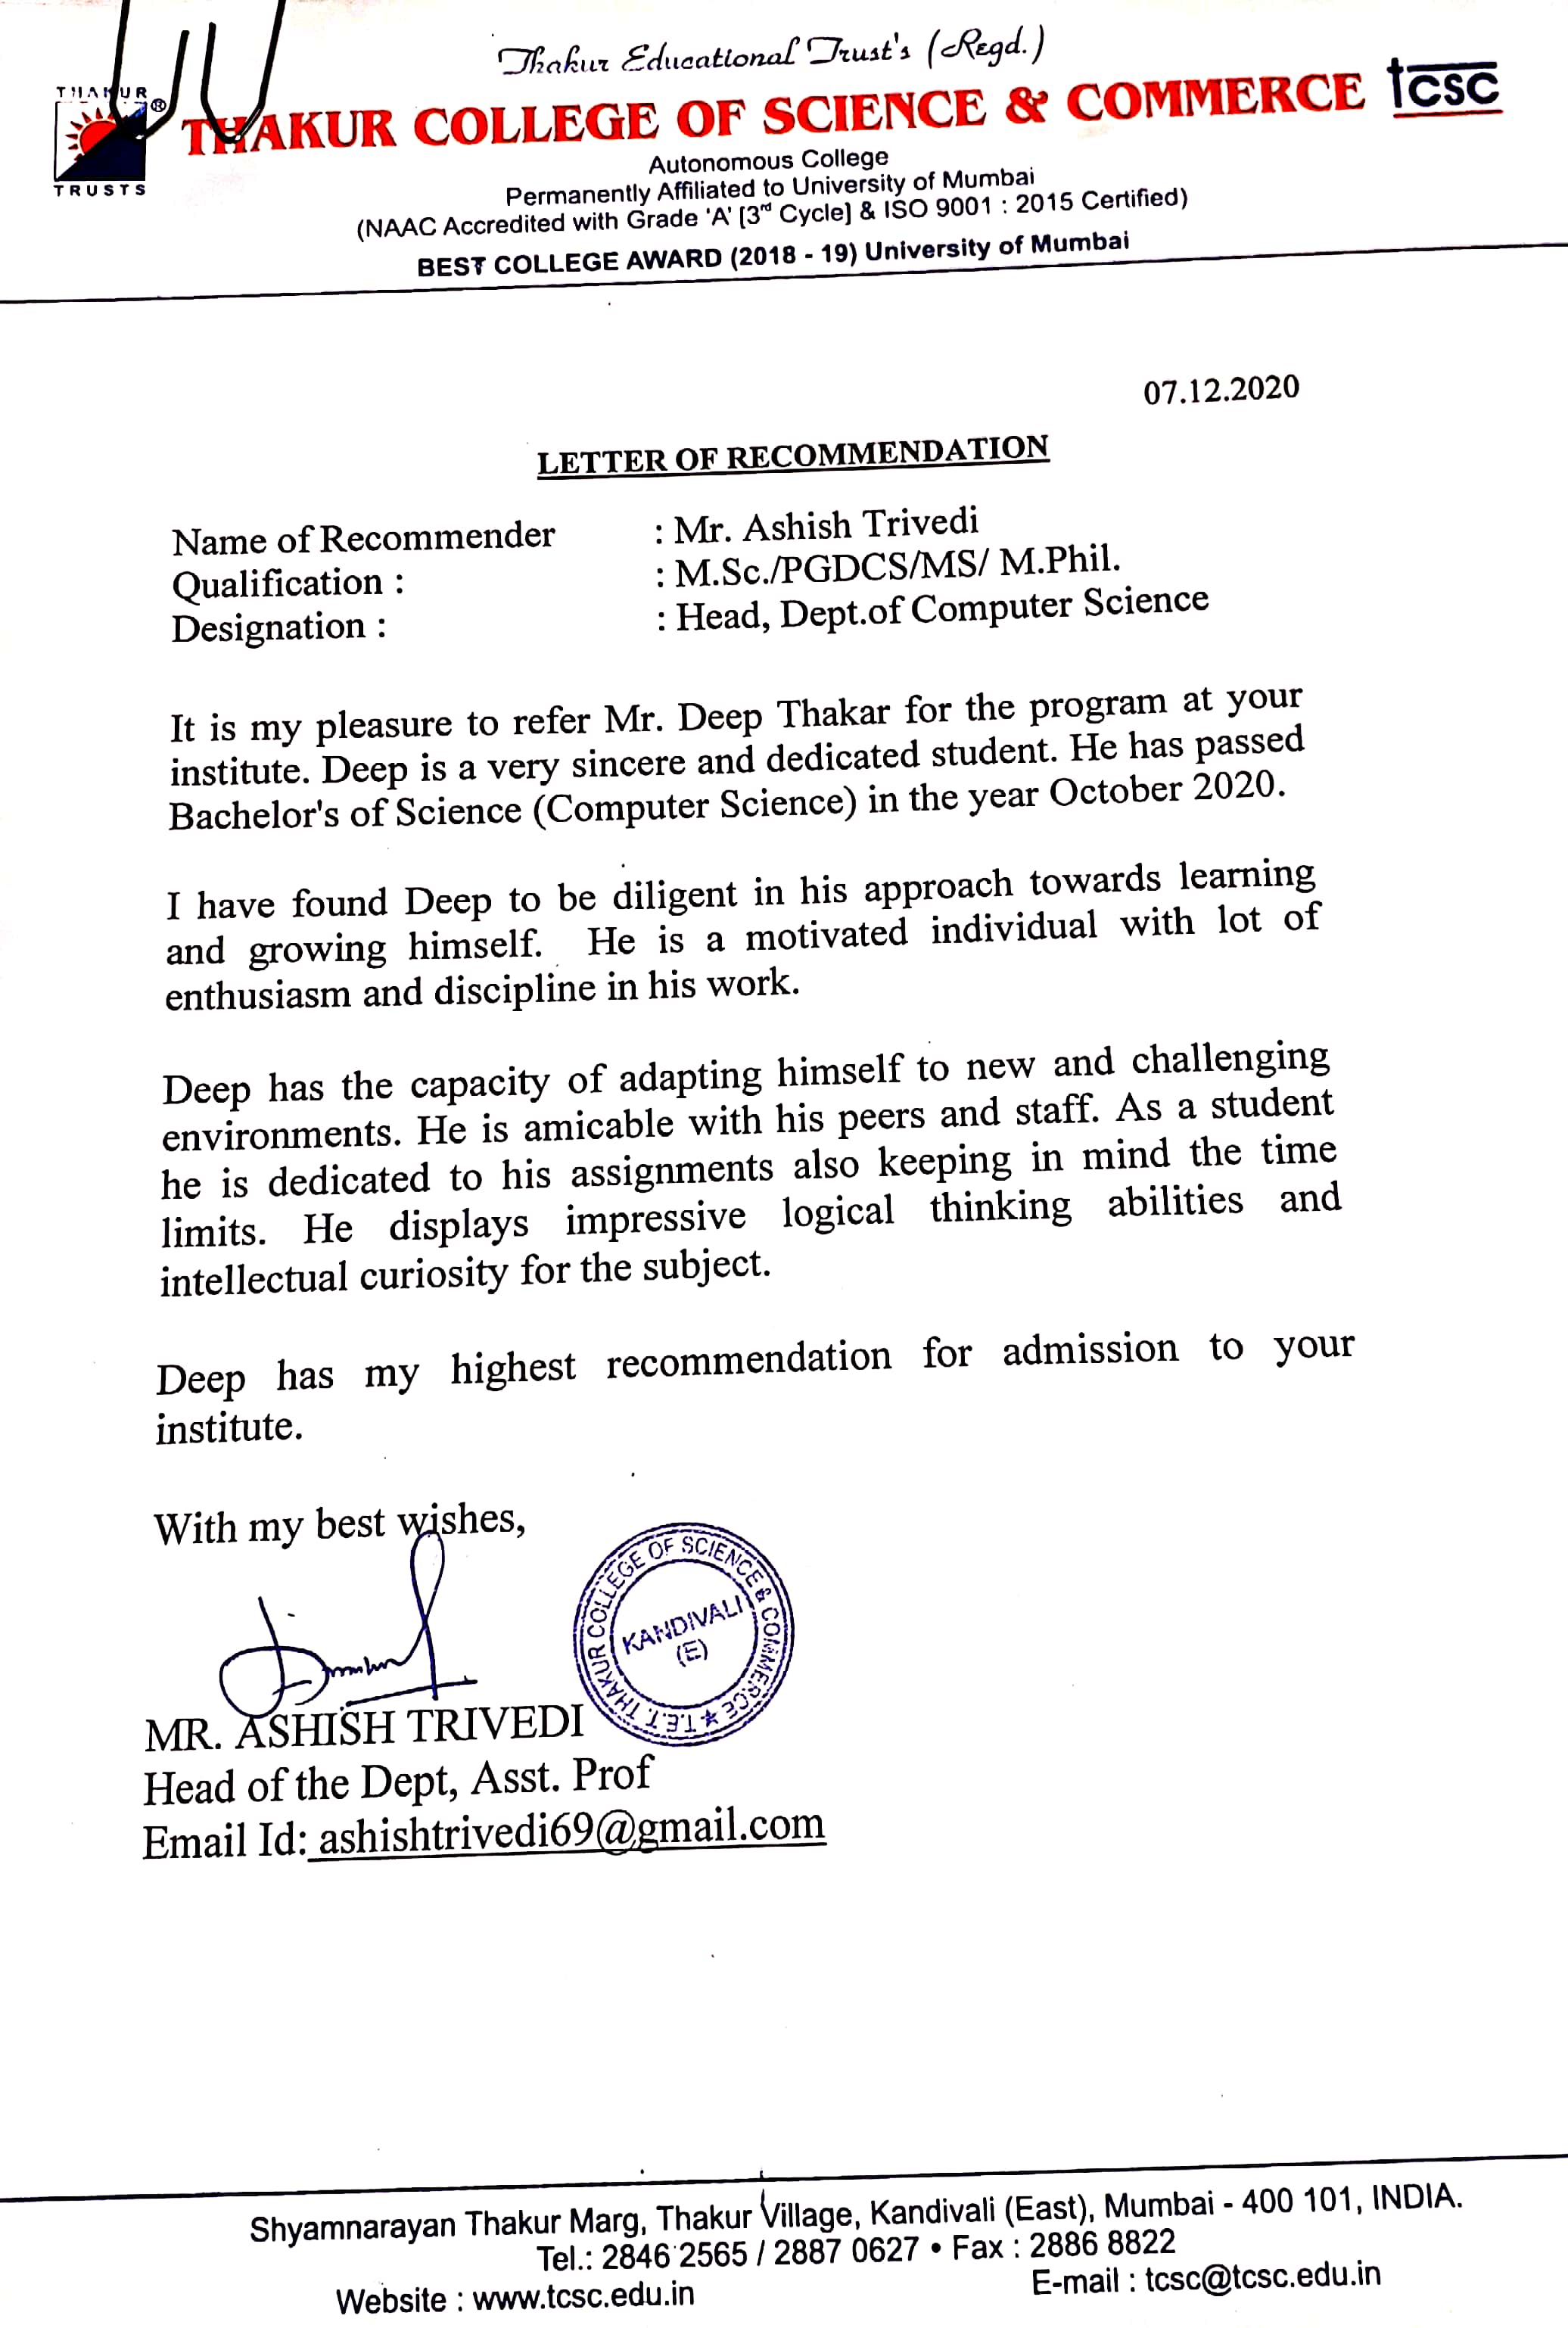 Thakur Educational Trust's (Regd.)
THAKUR
TRUSTS
®
THAKUR COLLEGE OF SCIENCE & COMMERCE
tcsc
Autonomous College
Permanently Affiliated to University of Mumbai
(NAAC Accredited with Grade 'A' [3rd Cycle] & ISO 9001 : 2015 Certified)
BEST COLLEGE AWARD (2018 - 19) University of Mumbai
07.12.2020
LETTER OF RECOMMENDATION
Name of Recommender : Mr. Ashish Trivedi
Qualification : : M.Sc./PGDCS/MS/ M.Phil.
Designation : : Head, Dept.of Computer Science
It is my pleasure to refer Mr. Deep Thakar for the program at your
institute. Deep is a very sincere and dedicated student. He has passed
Bachelor's of Science (Computer Science) in the year October 2020.
I have found Deep to be diligent in his approach towards learning
and growing himself. He is a motivated individual with lot of
enthusiasm and discipline in his work.
Deep has the capacity of adapting himself to new and challenging
environments. He is amicable with his peers and staff. As a student
he is dedicated to his assignments also keeping in mind the time
limits. He displays impressive logical thinking abilities and
intellectual curiosity for the subject.
Deep has my highest recommendation for admission to your
institute.
With my best wishes,
T.E.T. THAKUR COLLEGE OF SCIENCE & COMMERCE ★
KANDIVALI
(E)
MR. ASHISH TRIVEDI
Head of the Dept, Asst. Prof
Email Id: ashishtrivedi69@gmail.com
Shyamnarayan Thakur Marg, Thakur Village, Kandivali (East), Mumbai - 400 101, INDIA.
Tel.: 2846 2565 / 2887 0627 • Fax : 2886 8822
Website : www.tcsc.edu.in E-mail : tcsc@tcsc.edu.in